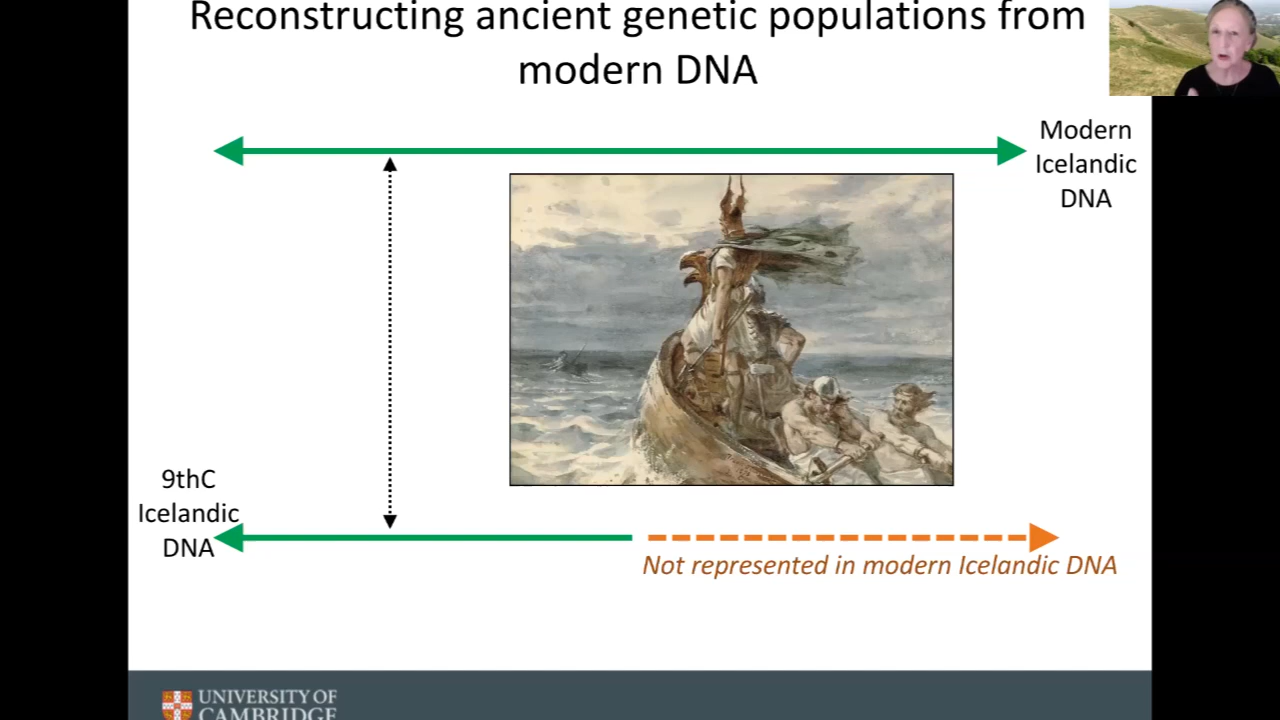 Reconstructing ancient genetic populations from
modern DNA
Modern
Icelandic
DNA
9thC
Icelandic
DNA
Not represented in modern Icelandic DNA
UNIVERSITY OF
CAMBRIDGE